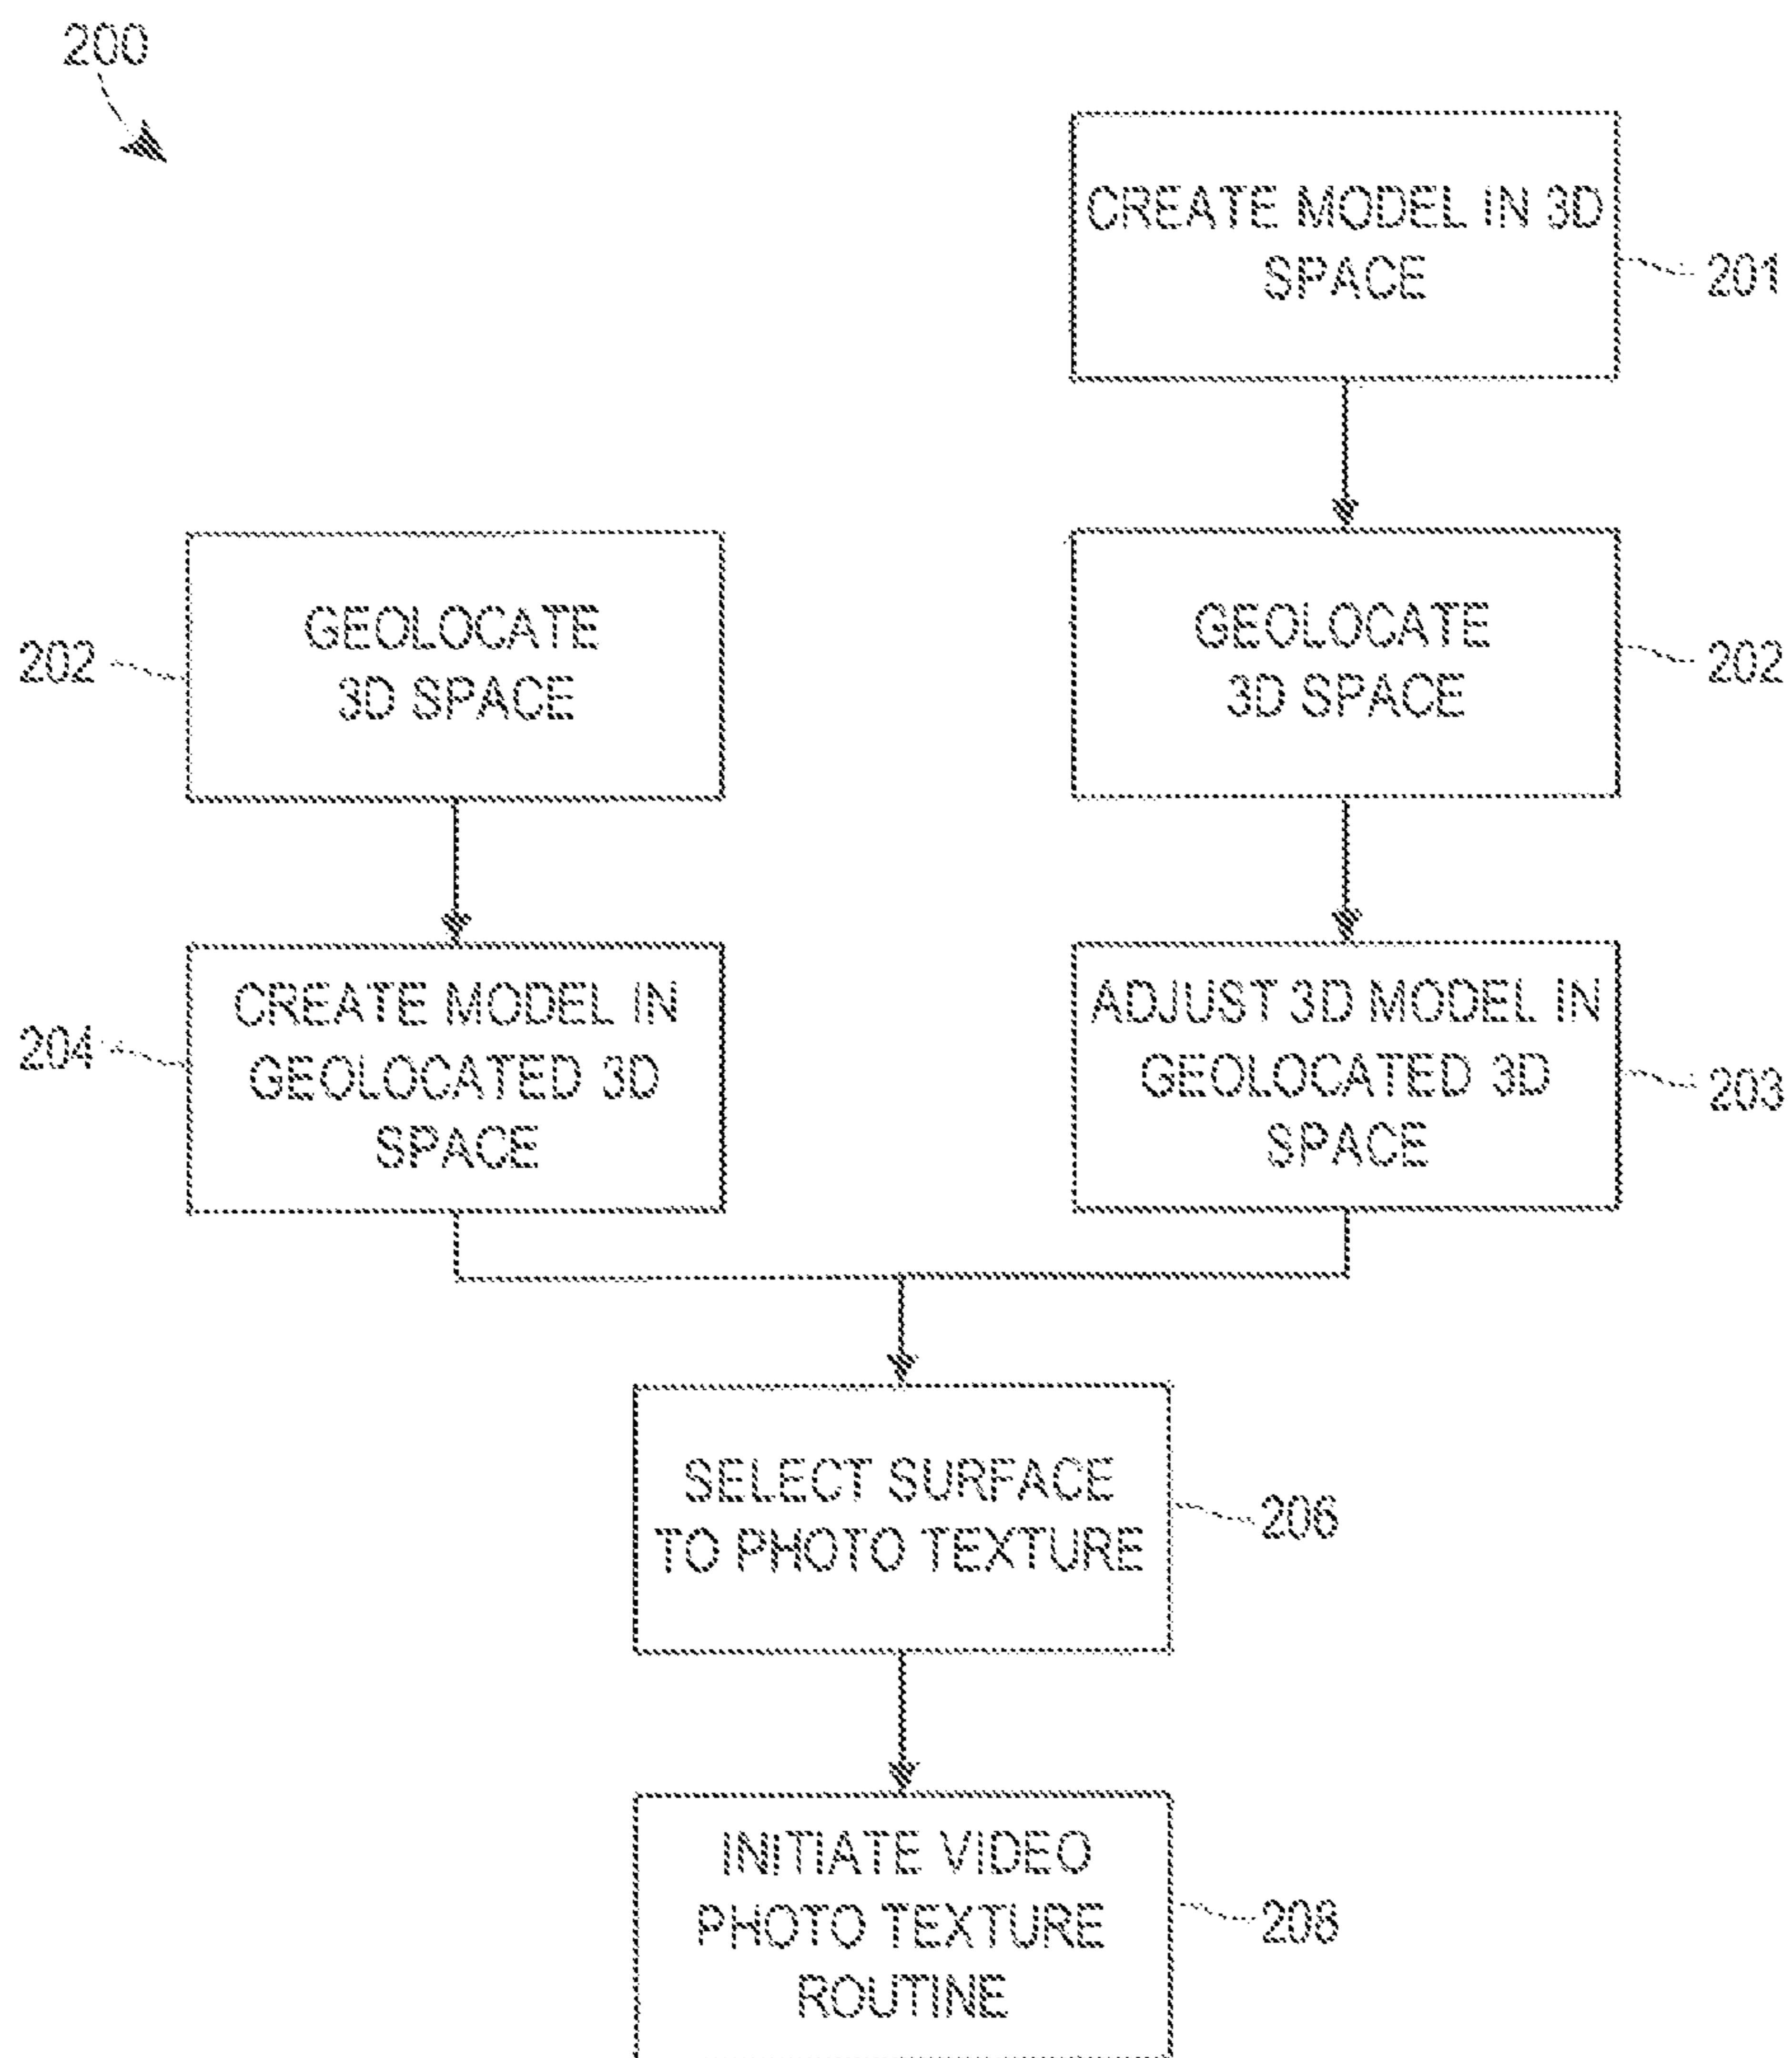 200
CREATE MODEL IN 3D
SPACE
201
GEOLOCATE
3D SPACE
202
GEOLOCATE
3D SPACE
202
CREATE MODEL IN
GEOLOCATED 3D
SPACE
204
ADJUST 3D MODEL IN
GEOLOCATED 3D
SPACE
203
SELECT SURFACE
TO PHOTO TEXTURE
206
INITIATE VIDEO
PHOTO TEXTURE
ROUTINE
208